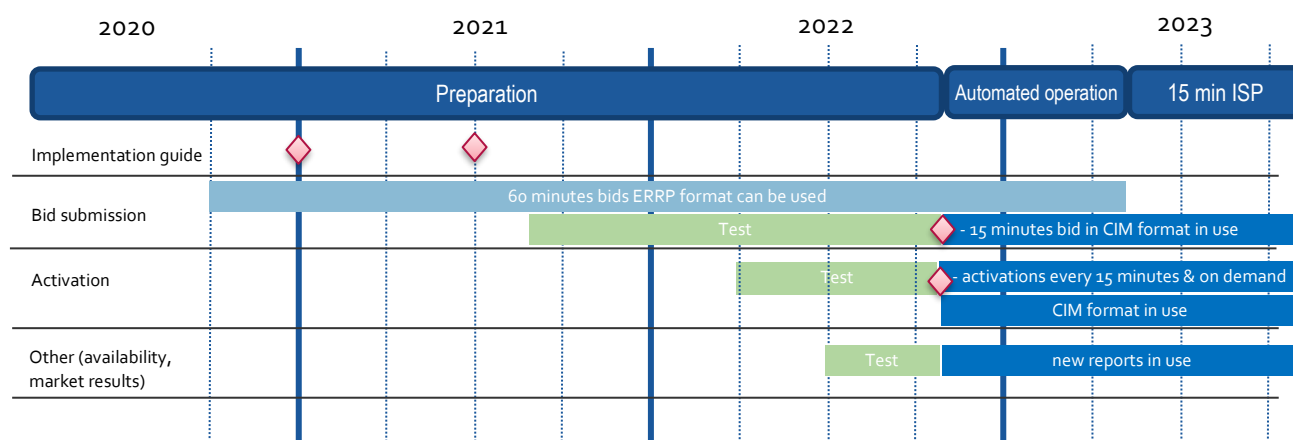 2020
2021
2022
2023
Preparation
Automated operation
15 min ISP
Implementation guide
60 minutes bids ERRP format can be used
Bid submission
Test
- 15 minutes bid in CIM format in use
Activation
Test
- activations every 15 minutes & on demand
CIM format in use
Other (availability,
market results)
Test
new reports in use